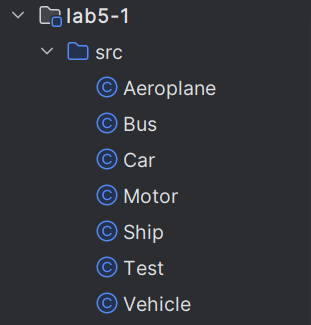 lab5-1
src
C Aeroplane
C Bus
C Car
C Motor
C Ship
C Test
C Vehicle